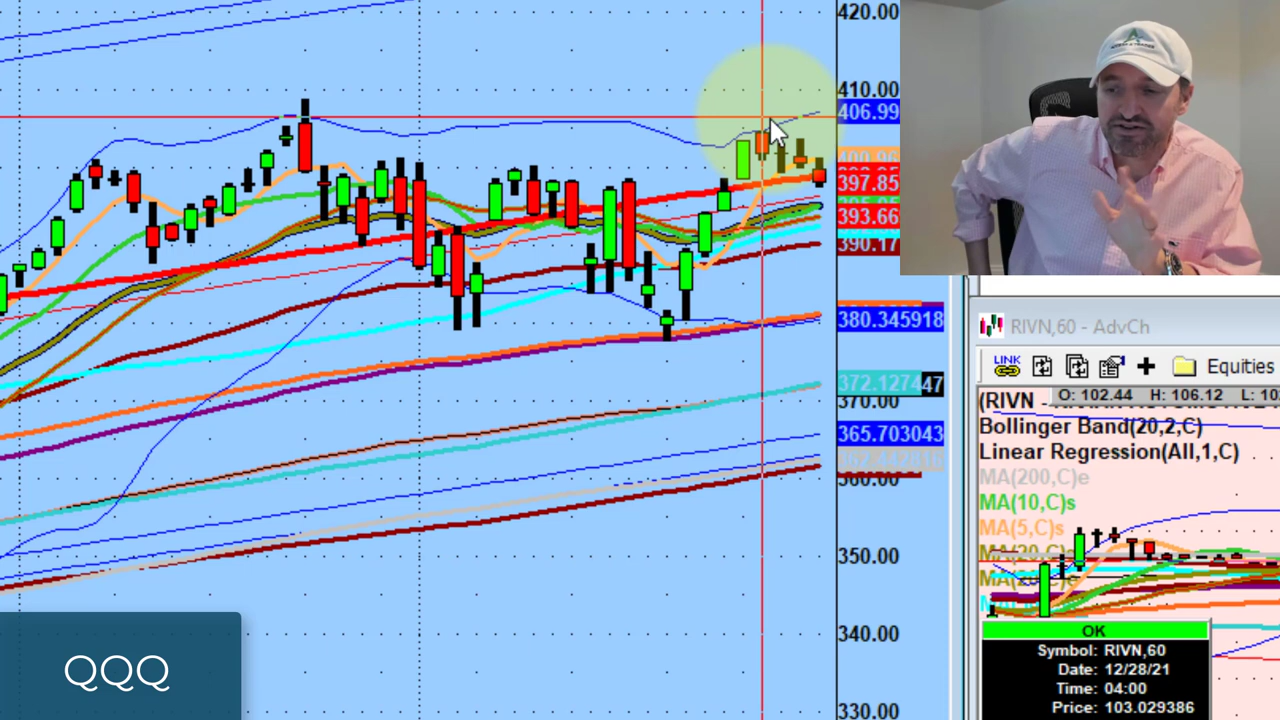 420.00
410.00
406.99
397.85
393.66
390.17
380.345918
372.127447
370.00
365.703043
360.00
350.00
340.00
330.00
QQQ
RIVN,60 - AdvCh
LINK
Equities
O: 102.44 H: 106.12 L: 10
(RIVN -
Bollinger Band(20,2,C)
Linear Regression(All,1,C)
MA(200,C)e
MA(10,C)s
MA(5,C)s
OK
Symbol: RIVN,60
Date: 12/28/21
Time: 04:00
Price: 103.029386